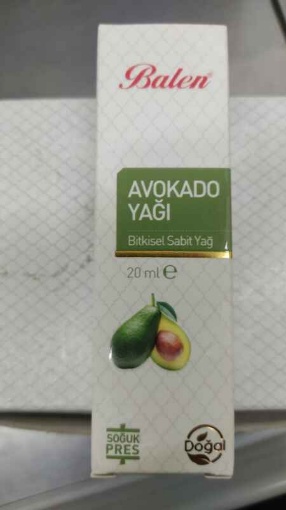 Balen
AVOKADO
YAĞI
Bitkisel Sabit Yağ
20 ml ℮
SOĞUK
PRES
Doğal